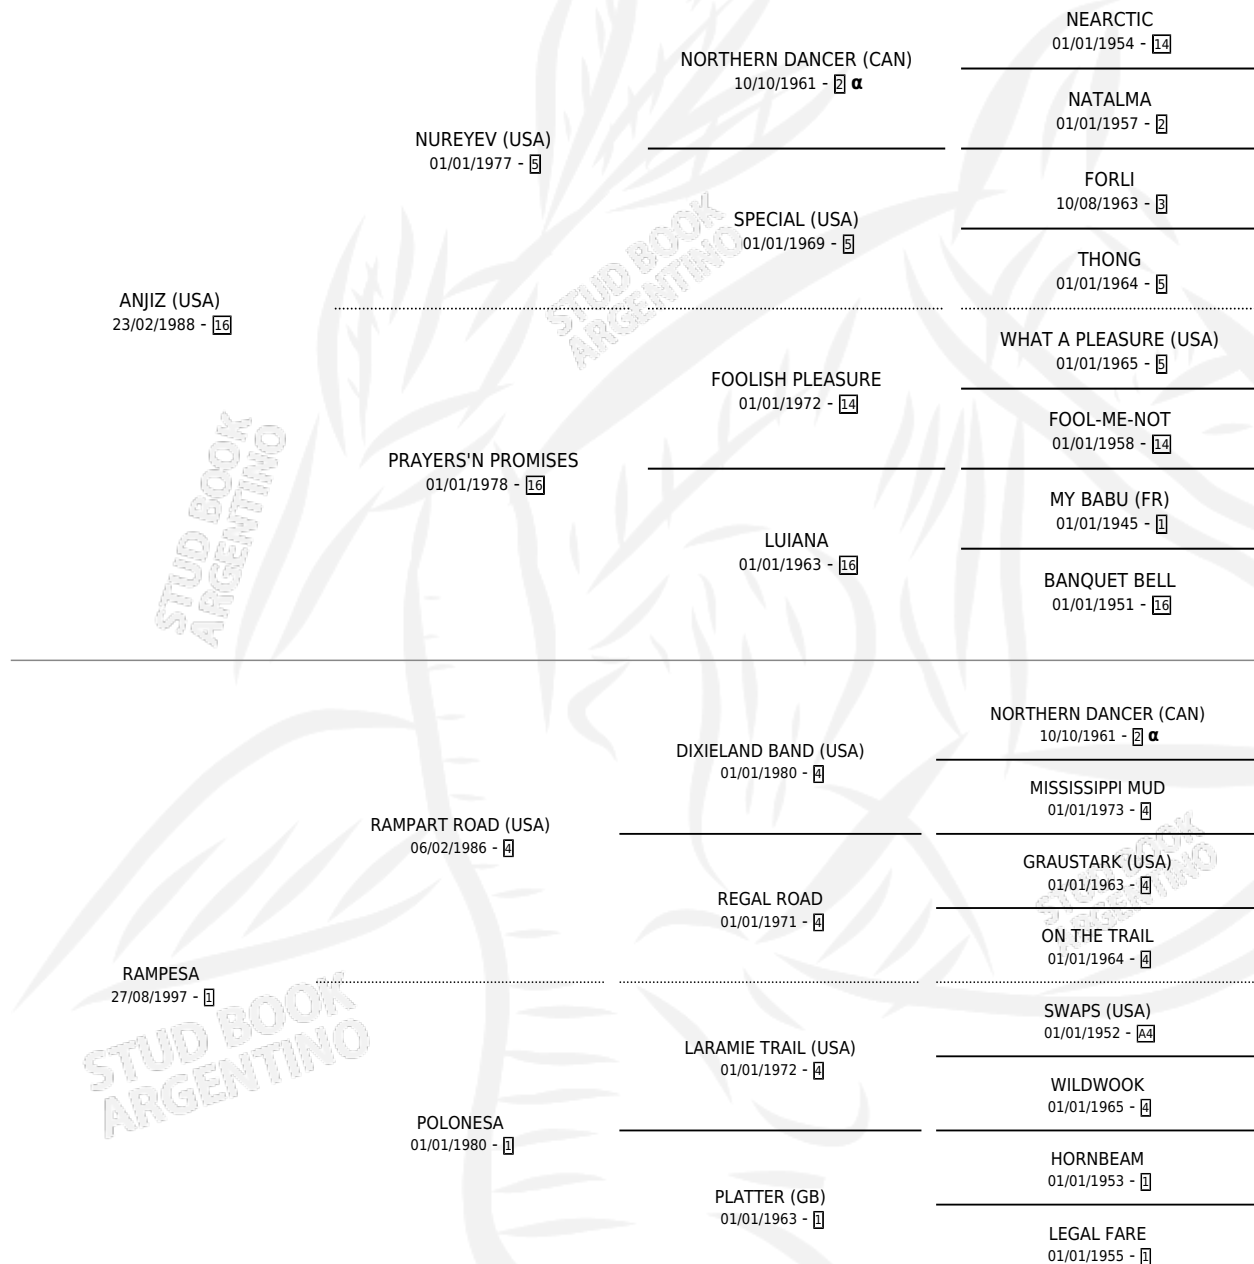 NEARCTIC
01/01/1954 - 14
NORTHERN DANCER (CAN)
10/10/1961 - 2 α
NATALMA
01/01/1957 - 2
NUREYEV (USA)
01/01/1977 - 5
FORLI
10/08/1963 - 3
SPECIAL (USA)
01/01/1969 - 5
THONG
01/01/1964 - 5
ANJIZ (USA)
23/02/1988 - 16
WHAT A PLEASURE (USA)
01/01/1965 - 5
FOOLISH PLEASURE
01/01/1972 - 14
FOOL-ME-NOT
01/01/1958 - 14
PRAYERS'N PROMISES
01/01/1978 - 16
MY BABU (FR)
01/01/1945 - 1
LUIANA
01/01/1963 - 16
BANQUET BELL
01/01/1951 - 16
NORTHERN DANCER (CAN)
10/10/1961 - 2 α
DIXIELAND BAND (USA)
01/01/1980 - 4
MISSISSIPPI MUD
01/01/1973 - 4
RAMPART ROAD (USA)
06/02/1986 - 4
GRAUSTARK (USA)
01/01/1963 - 4
REGAL ROAD
01/01/1971 - 4
ON THE TRAIL
01/01/1964 - 4
RAMPESA
27/08/1997 - 1
SWAPS (USA)
01/01/1952 - A4
LARAMIE TRAIL (USA)
01/01/1972 - 4
WILDWOOK
01/01/1965 - 4
POLONESA
01/01/1980 - 1
HORNBEAM
01/01/1953 - 1
PLATTER (GB)
01/01/1963 - 1
LEGAL FARE
01/01/1955 - 1
STUD BOOK
ARGENTINO
STUD BOOK
ARGENTINO
STUD BOOK
ARGENTINO
STUD BOOK
ARGENTINO